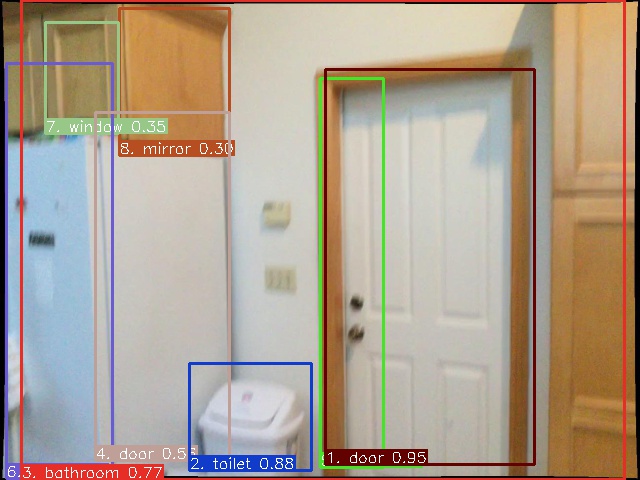 7. window 0.35
8. mirror 0.30
4. door 0.5
1. door 0.95
2. toilet 0.88
6.3. bathroom 0.77